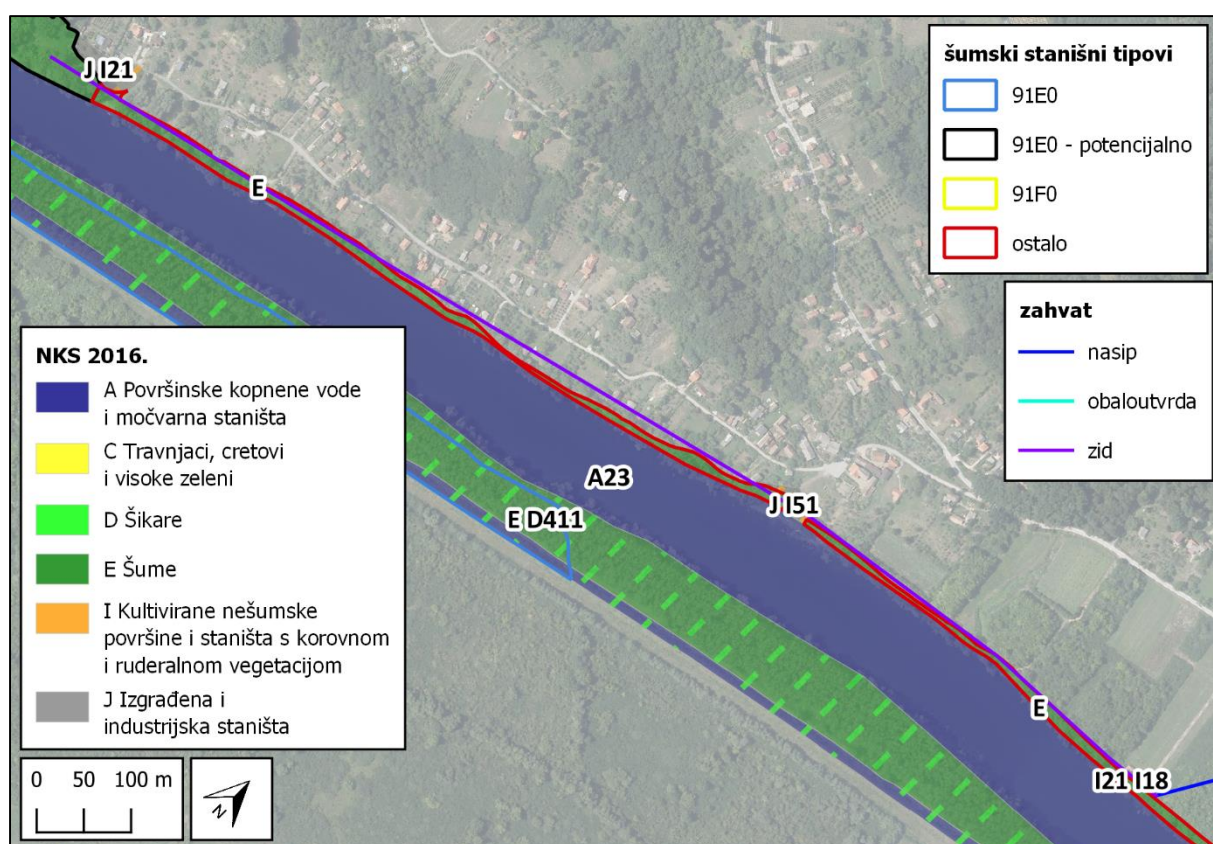 J I21
E
A23
E D411
J I51
E
I21 I18
šumski stanišni tipovi
91E0
91E0 - potencijalno
91F0
ostalo
zahvat
nasip
obaloutvrda
zid
NKS 2016.
A Površinske kopnene vode
i močvarna staništa
C Travnjaci, cretovi
i visoke zeleni
D Šikare
E Šume
I Kultivirane nešumske
površine i staništa s korovnom
i ruderalnom vegetacijom
J Izgrađena i
industrijska staništa
0 50 100 m
N